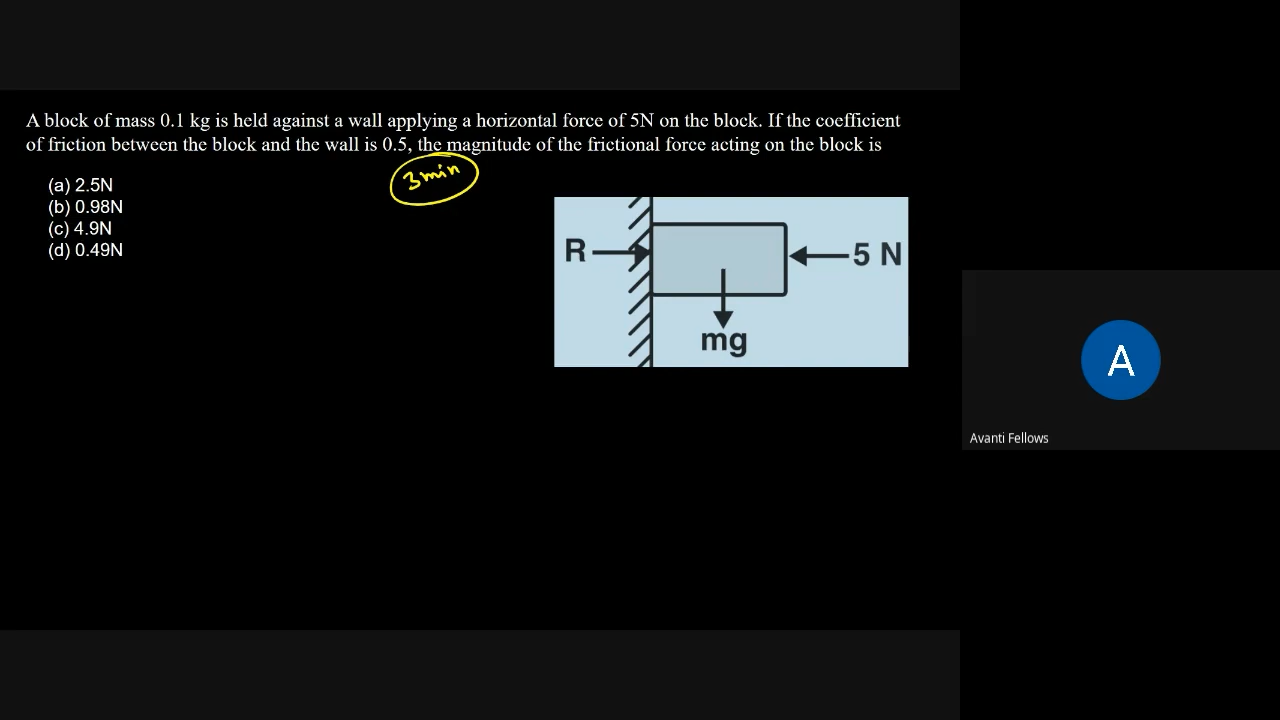 A block of mass 0.1 kg is held against a wall applying a horizontal force of 5N on the block. If the coefficient
of friction between the block and the wall is 0.5, the magnitude of the frictional force acting on the block is
3 min
(a) 2.5N
(b) 0.98N
(c) 4.9N
(d) 0.49N
R
5 N
mg
A
Avanti Fellows